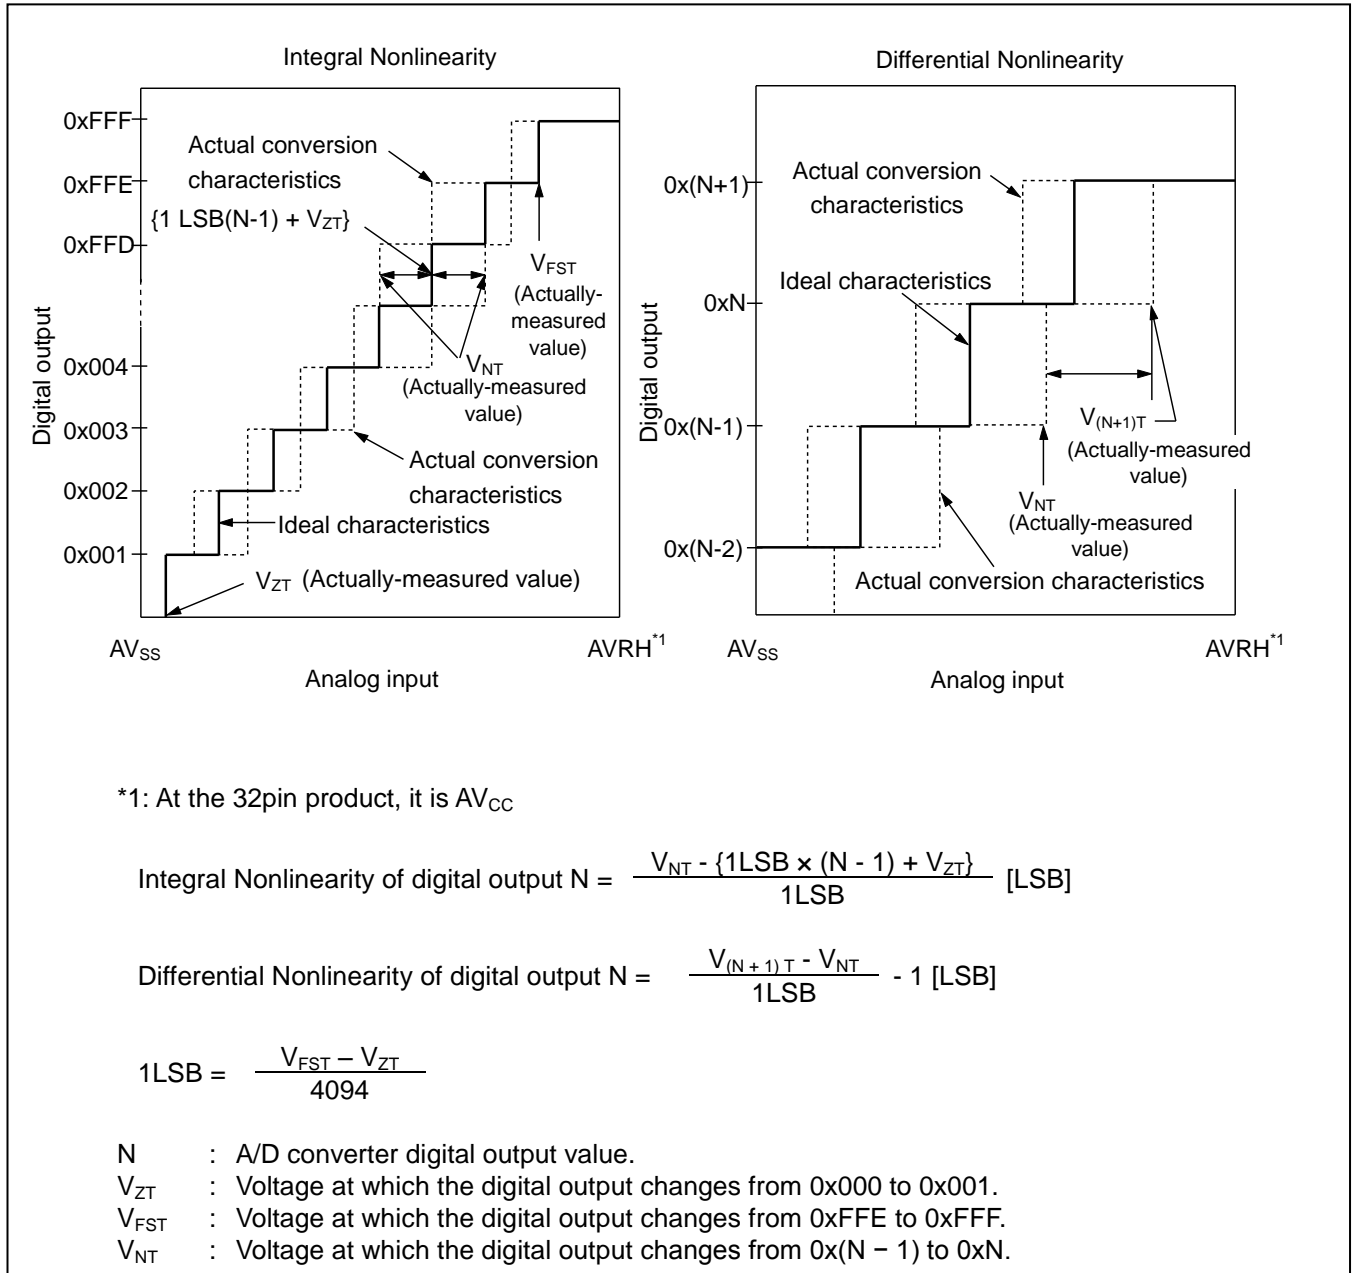 Integral Nonlinearity
0xFFF
0xFFE
0xFFD
0x004
0x003
0x002
0x001
Digital output
Actual conversion
characteristics
{1 LSB(N-1) + VZT}
VFST
(Actually-
measured
value)
VNT
(Actually-measured
value)
Actual conversion
characteristics
Ideal characteristics
VZT (Actually-measured value)
AVSS
AVRH*1
Analog input
Differential Nonlinearity
0x(N+1)
0xN
0x(N-1)
0x(N-2)
Digital output
Actual conversion
characteristics
Ideal characteristics
V(N+1)T
(Actually-measured
value)
VNT
(Actually-measured
value)
Actual conversion characteristics
AVSS
AVRH*1
Analog input
*1: At the 32pin product, it is AVCC
Integral Nonlinearity of digital output N = VNT - {1LSB × (N - 1) + VZT} / 1LSB [LSB]
Differential Nonlinearity of digital output N = V(N + 1) T - VNT / 1LSB - 1 [LSB]
1LSB = VFST – VZT / 4094
N : A/D converter digital output value.
VZT : Voltage at which the digital output changes from 0x000 to 0x001.
VFST : Voltage at which the digital output changes from 0xFFE to 0xFFF.
VNT : Voltage at which the digital output changes from 0x(N − 1) to 0xN.